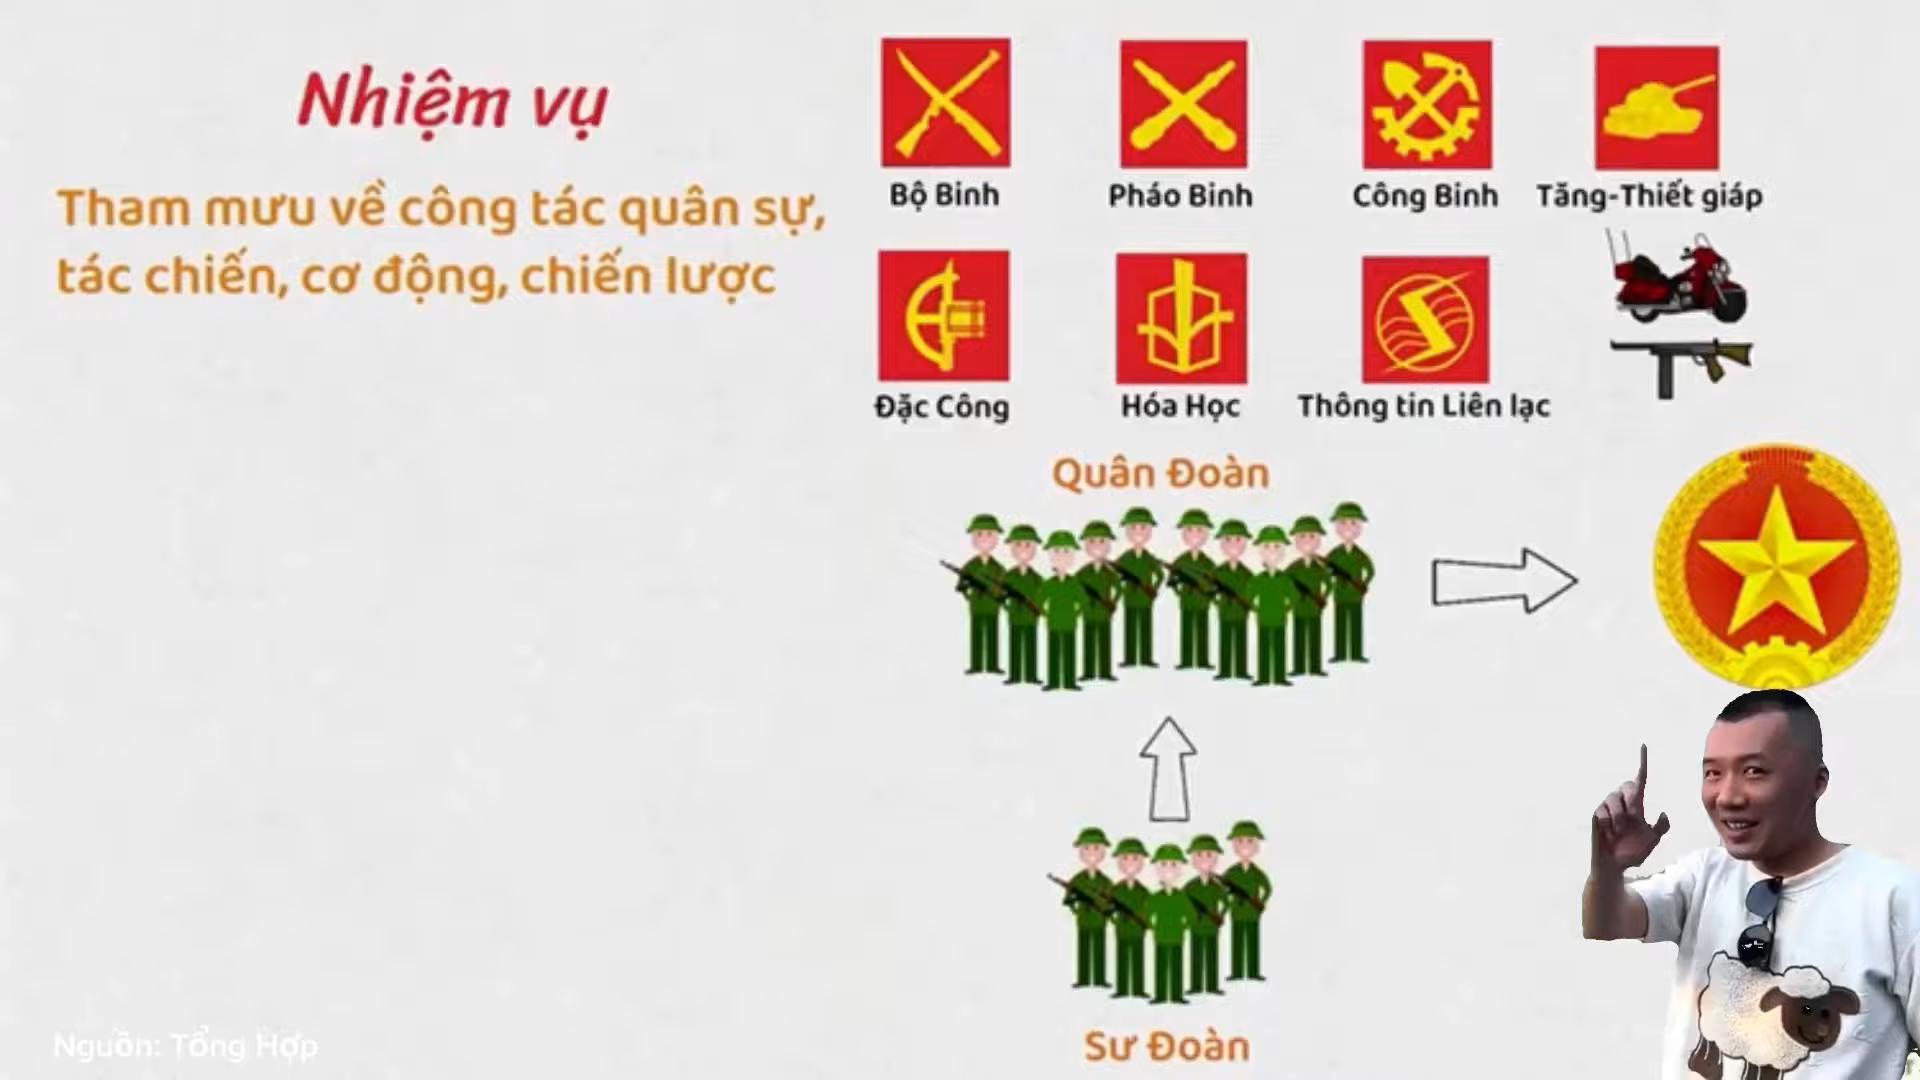 Nhiệm vụ
Tham mưu về công tác quân sự,
tác chiến, cơ động, chiến lược
Bộ Binh
Pháo Binh
Công Binh
Tăng-Thiết giáp
Đặc Công
Hóa Học
Thông tin Liên lạc
Quân Đoàn
Sư Đoàn
Nguồn: Tổng Hợp